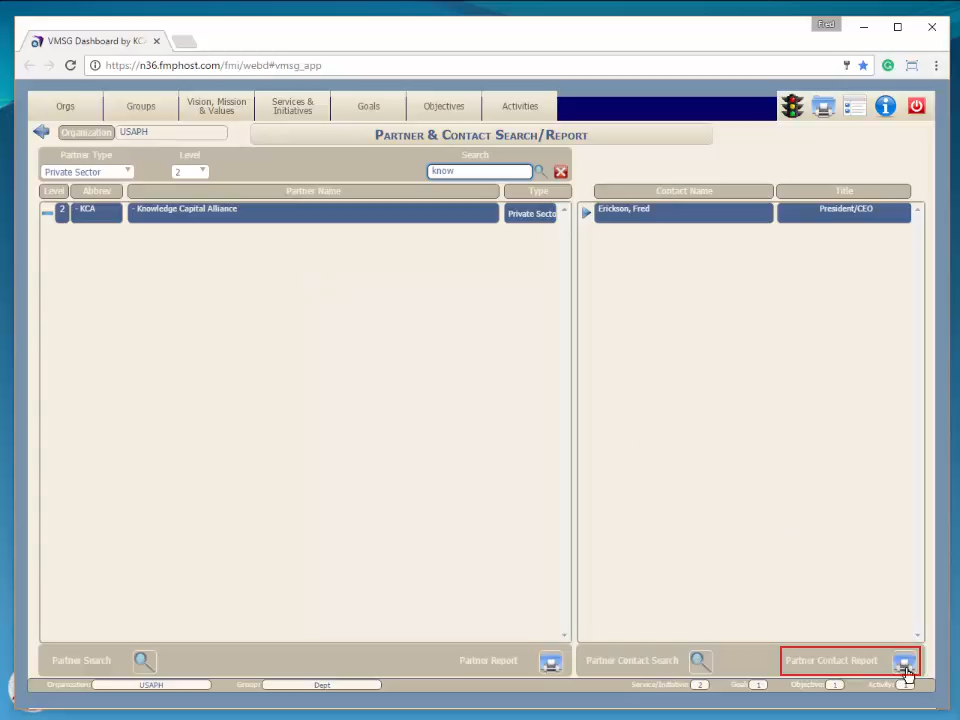 Fred
VMSG Dashboard by KC
https://n36.fmphost.com/fmi/webd#vmsg_app
Orgs Groups Vision, Mission & Values Services & Initiatives Goals Objectives Activities
Organization USAPH
Partner & Contact Search/Report
Partner Type Level Search
Private Sector 2 know
Level Abbrev Partner Name Type Contact Name Title
2 - KCA - Knowledge Capital Alliance Private Secto Erickson, Fred President/CEO
Partner Search Partner Report Partner Contact Search Partner Contact Report
Organization: USAPH Group: Dept Service/Initiative: 2 Goal: 1 Objective: 1 Activity: